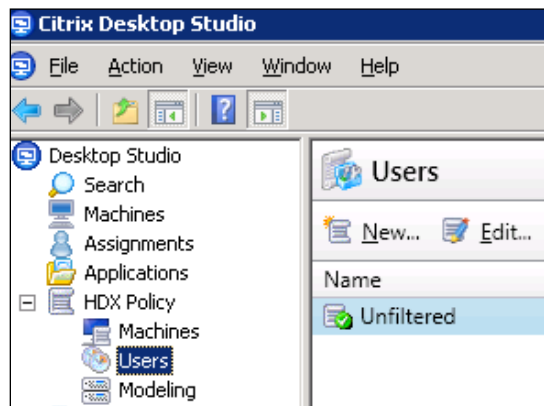 Citrix Desktop Studio
File Action View Window Help
Desktop Studio
Search
Machines
Assignments
Applications
HDX Policy
Machines
Users
Modeling
Users
New... Edit...
Name
Unfiltered